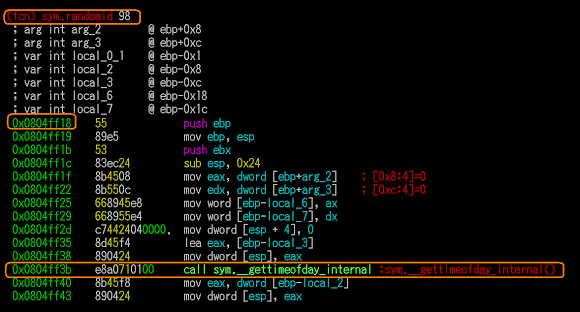 (fcn) sym.randomid 98
; arg int arg_2 @ ebp+0x8
; arg int arg_3 @ ebp+0xc
; var int local_0_1 @ ebp-0x1
; var int local_2 @ ebp-0x8
; var int local_3 @ ebp-0xc
; var int local_6 @ ebp-0x18
; var int local_7 @ ebp-0x1c
0x0804ff18 55 push ebp
0x0804ff19 89e5 mov ebp, esp
0x0804ff1b 53 push ebx
0x0804ff1c 83ec24 sub esp, 0x24
0x0804ff1f 8b4508 mov eax, dword [ebp+arg_2] ; [0x8:4]=0
0x0804ff22 8b550c mov edx, dword [ebp+arg_3] ; [0xc:4]=0
0x0804ff25 668945e8 mov word [ebp-local_6], ax
0x0804ff29 668955e4 mov word [ebp-local_7], dx
0x0804ff2d c74424040000. mov dword [esp + 4], 0
0x0804ff35 8d45f4 lea eax, [ebp-local_3]
0x0804ff38 890424 mov dword [esp], eax
0x0804ff3b e8a0710100 call sym.__gettimeofday_internal ;sym.__gettimeofday_internal()
0x0804ff40 8b45f8 mov eax, dword [ebp-local_2]
0x0804ff43 890424 mov dword [esp], eax